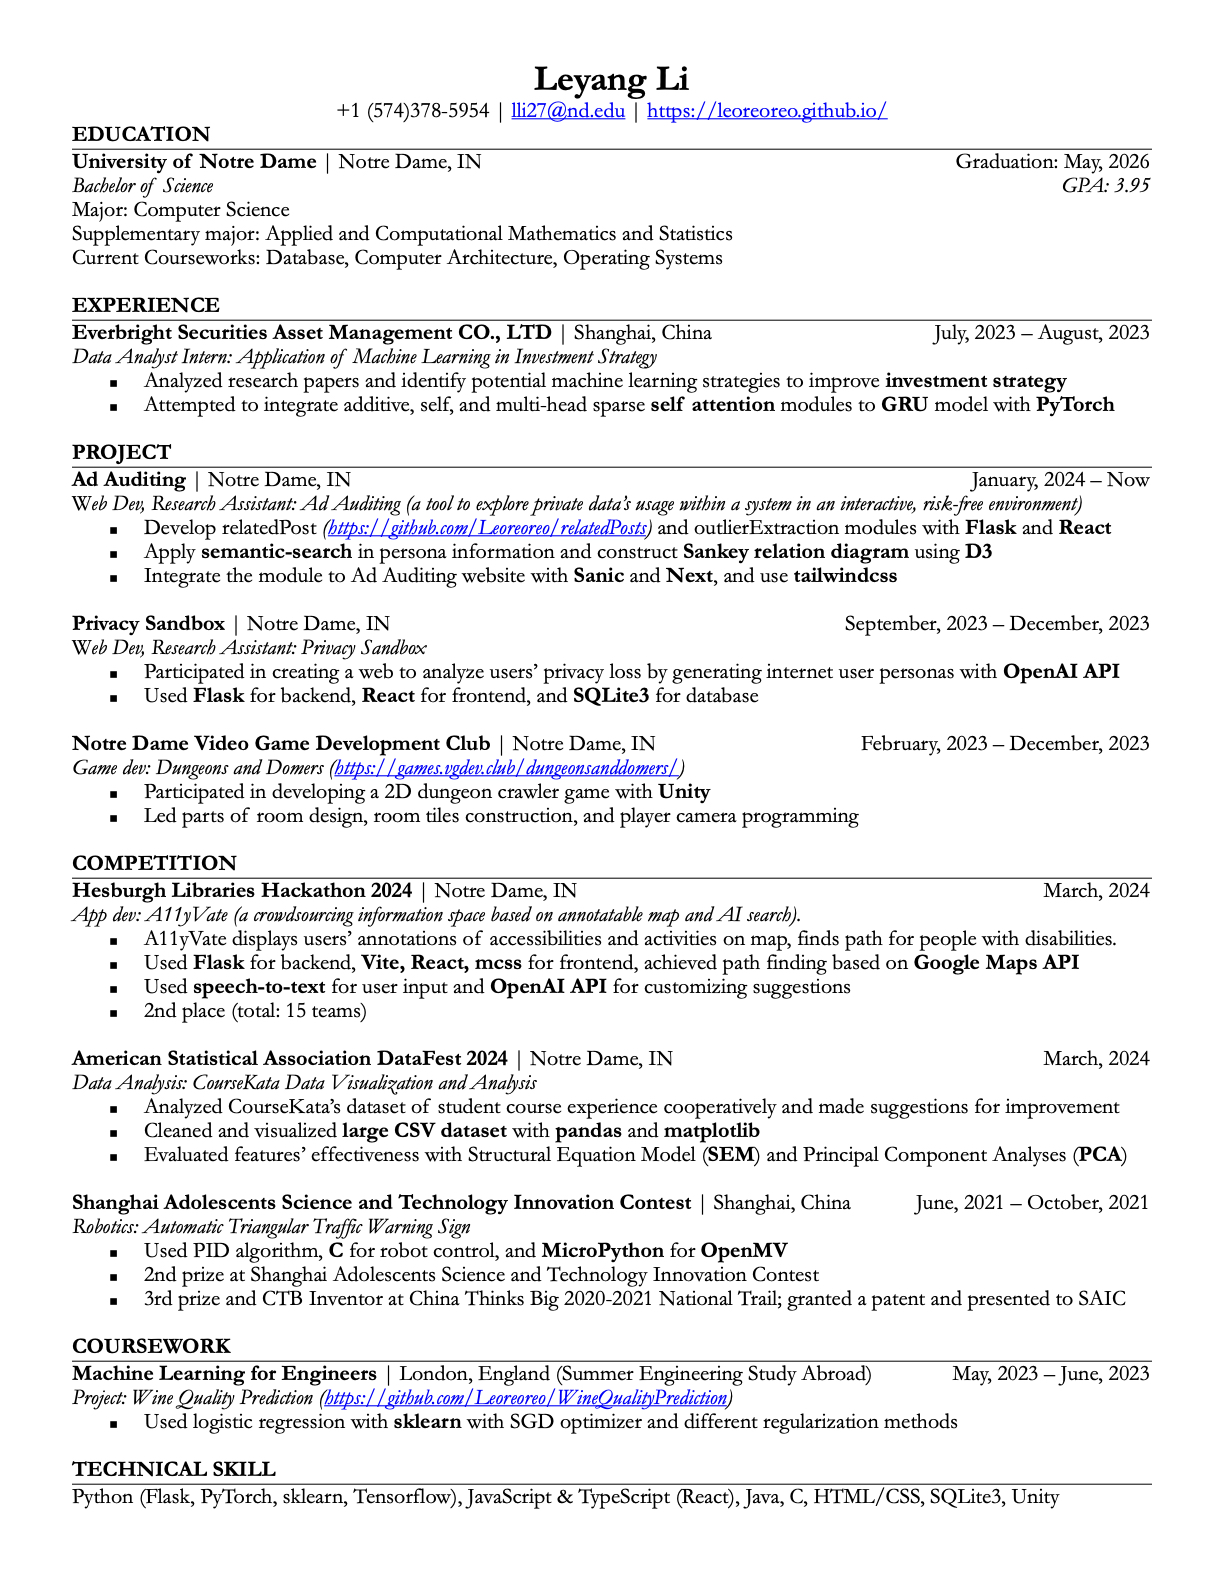 Leyang Li
+1 (574)378-5954 | lli27@nd.edu | https://leoreoreo.github.io/
EDUCATION
University of Notre Dame | Notre Dame, IN Graduation: May, 2026
Bachelor of Science GPA: 3.95
Major: Computer Science
Supplementary major: Applied and Computational Mathematics and Statistics
Current Courseworks: Database, Computer Architecture, Operating Systems
EXPERIENCE
Everbright Securities Asset Management CO., LTD | Shanghai, China July, 2023 – August, 2023
Data Analyst Intern: Application of Machine Learning in Investment Strategy
▪ Analyzed research papers and identify potential machine learning strategies to improve investment strategy
▪ Attempted to integrate additive, self, and multi-head sparse self attention modules to GRU model with PyTorch
PROJECT
Ad Auditing | Notre Dame, IN January, 2024 – Now
Web Dev, Research Assistant: Ad Auditing (a tool to explore private data’s usage within a system in an interactive, risk-free environment)
▪ Develop relatedPost (https://github.com/Leoreoreo/relatedPosts) and outlierExtraction modules with Flask and React
▪ Apply semantic-search in persona information and construct Sankey relation diagram using D3
▪ Integrate the module to Ad Auditing website with Sanic and Next, and use tailwindcss
Privacy Sandbox | Notre Dame, IN September, 2023 – December, 2023
Web Dev, Research Assistant: Privacy Sandbox
▪ Participated in creating a web to analyze users’ privacy loss by generating internet user personas with OpenAI API
▪ Used Flask for backend, React for frontend, and SQLite3 for database
Notre Dame Video Game Development Club | Notre Dame, IN February, 2023 – December, 2023
Game dev: Dungeons and Domers (https://games.vgdev.club/dungeonsanddomers/)
▪ Participated in developing a 2D dungeon crawler game with Unity
▪ Led parts of room design, room tiles construction, and player camera programming
COMPETITION
Hesburgh Libraries Hackathon 2024 | Notre Dame, IN March, 2024
App dev: A11yVate (a crowdsourcing information space based on annotatable map and AI search).
▪ A11yVate displays users’ annotations of accessibilities and activities on map, finds path for people with disabilities.
▪ Used Flask for backend, Vite, React, mcss for frontend, achieved path finding based on Google Maps API
▪ Used speech-to-text for user input and OpenAI API for customizing suggestions
▪ 2nd place (total: 15 teams)
American Statistical Association DataFest 2024 | Notre Dame, IN March, 2024
Data Analysis: CourseKata Data Visualization and Analysis
▪ Analyzed CourseKata’s dataset of student course experience cooperatively and made suggestions for improvement
▪ Cleaned and visualized large CSV dataset with pandas and matplotlib
▪ Evaluated features’ effectiveness with Structural Equation Model (SEM) and Principal Component Analyses (PCA)
Shanghai Adolescents Science and Technology Innovation Contest | Shanghai, China June, 2021 – October, 2021
Robotics: Automatic Triangular Traffic Warning Sign
▪ Used PID algorithm, C for robot control, and MicroPython for OpenMV
▪ 2nd prize at Shanghai Adolescents Science and Technology Innovation Contest
▪ 3rd prize and CTB Inventor at China Thinks Big 2020-2021 National Trail; granted a patent and presented to SAIC
COURSEWORK
Machine Learning for Engineers | London, England (Summer Engineering Study Abroad) May, 2023 – June, 2023
Project: Wine Quality Prediction (https://github.com/Leoreoreo/WineQualityPrediction)
▪ Used logistic regression with sklearn with SGD optimizer and different regularization methods
TECHNICAL SKILL
Python (Flask, PyTorch, sklearn, Tensorflow), JavaScript & TypeScript (React), Java, C, HTML/CSS, SQLite3, Unity